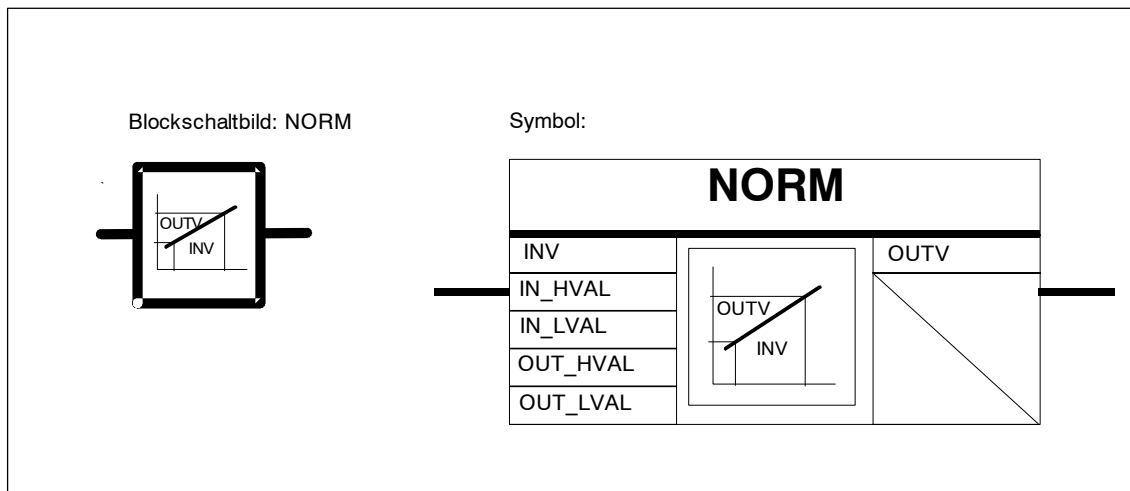 Blockschaltbild: NORM
OUTV
INV
Symbol:
NORM
INV
IN_HVAL
IN_LVAL
OUT_HVAL
OUT_LVAL
OUTV
INV
OUTV